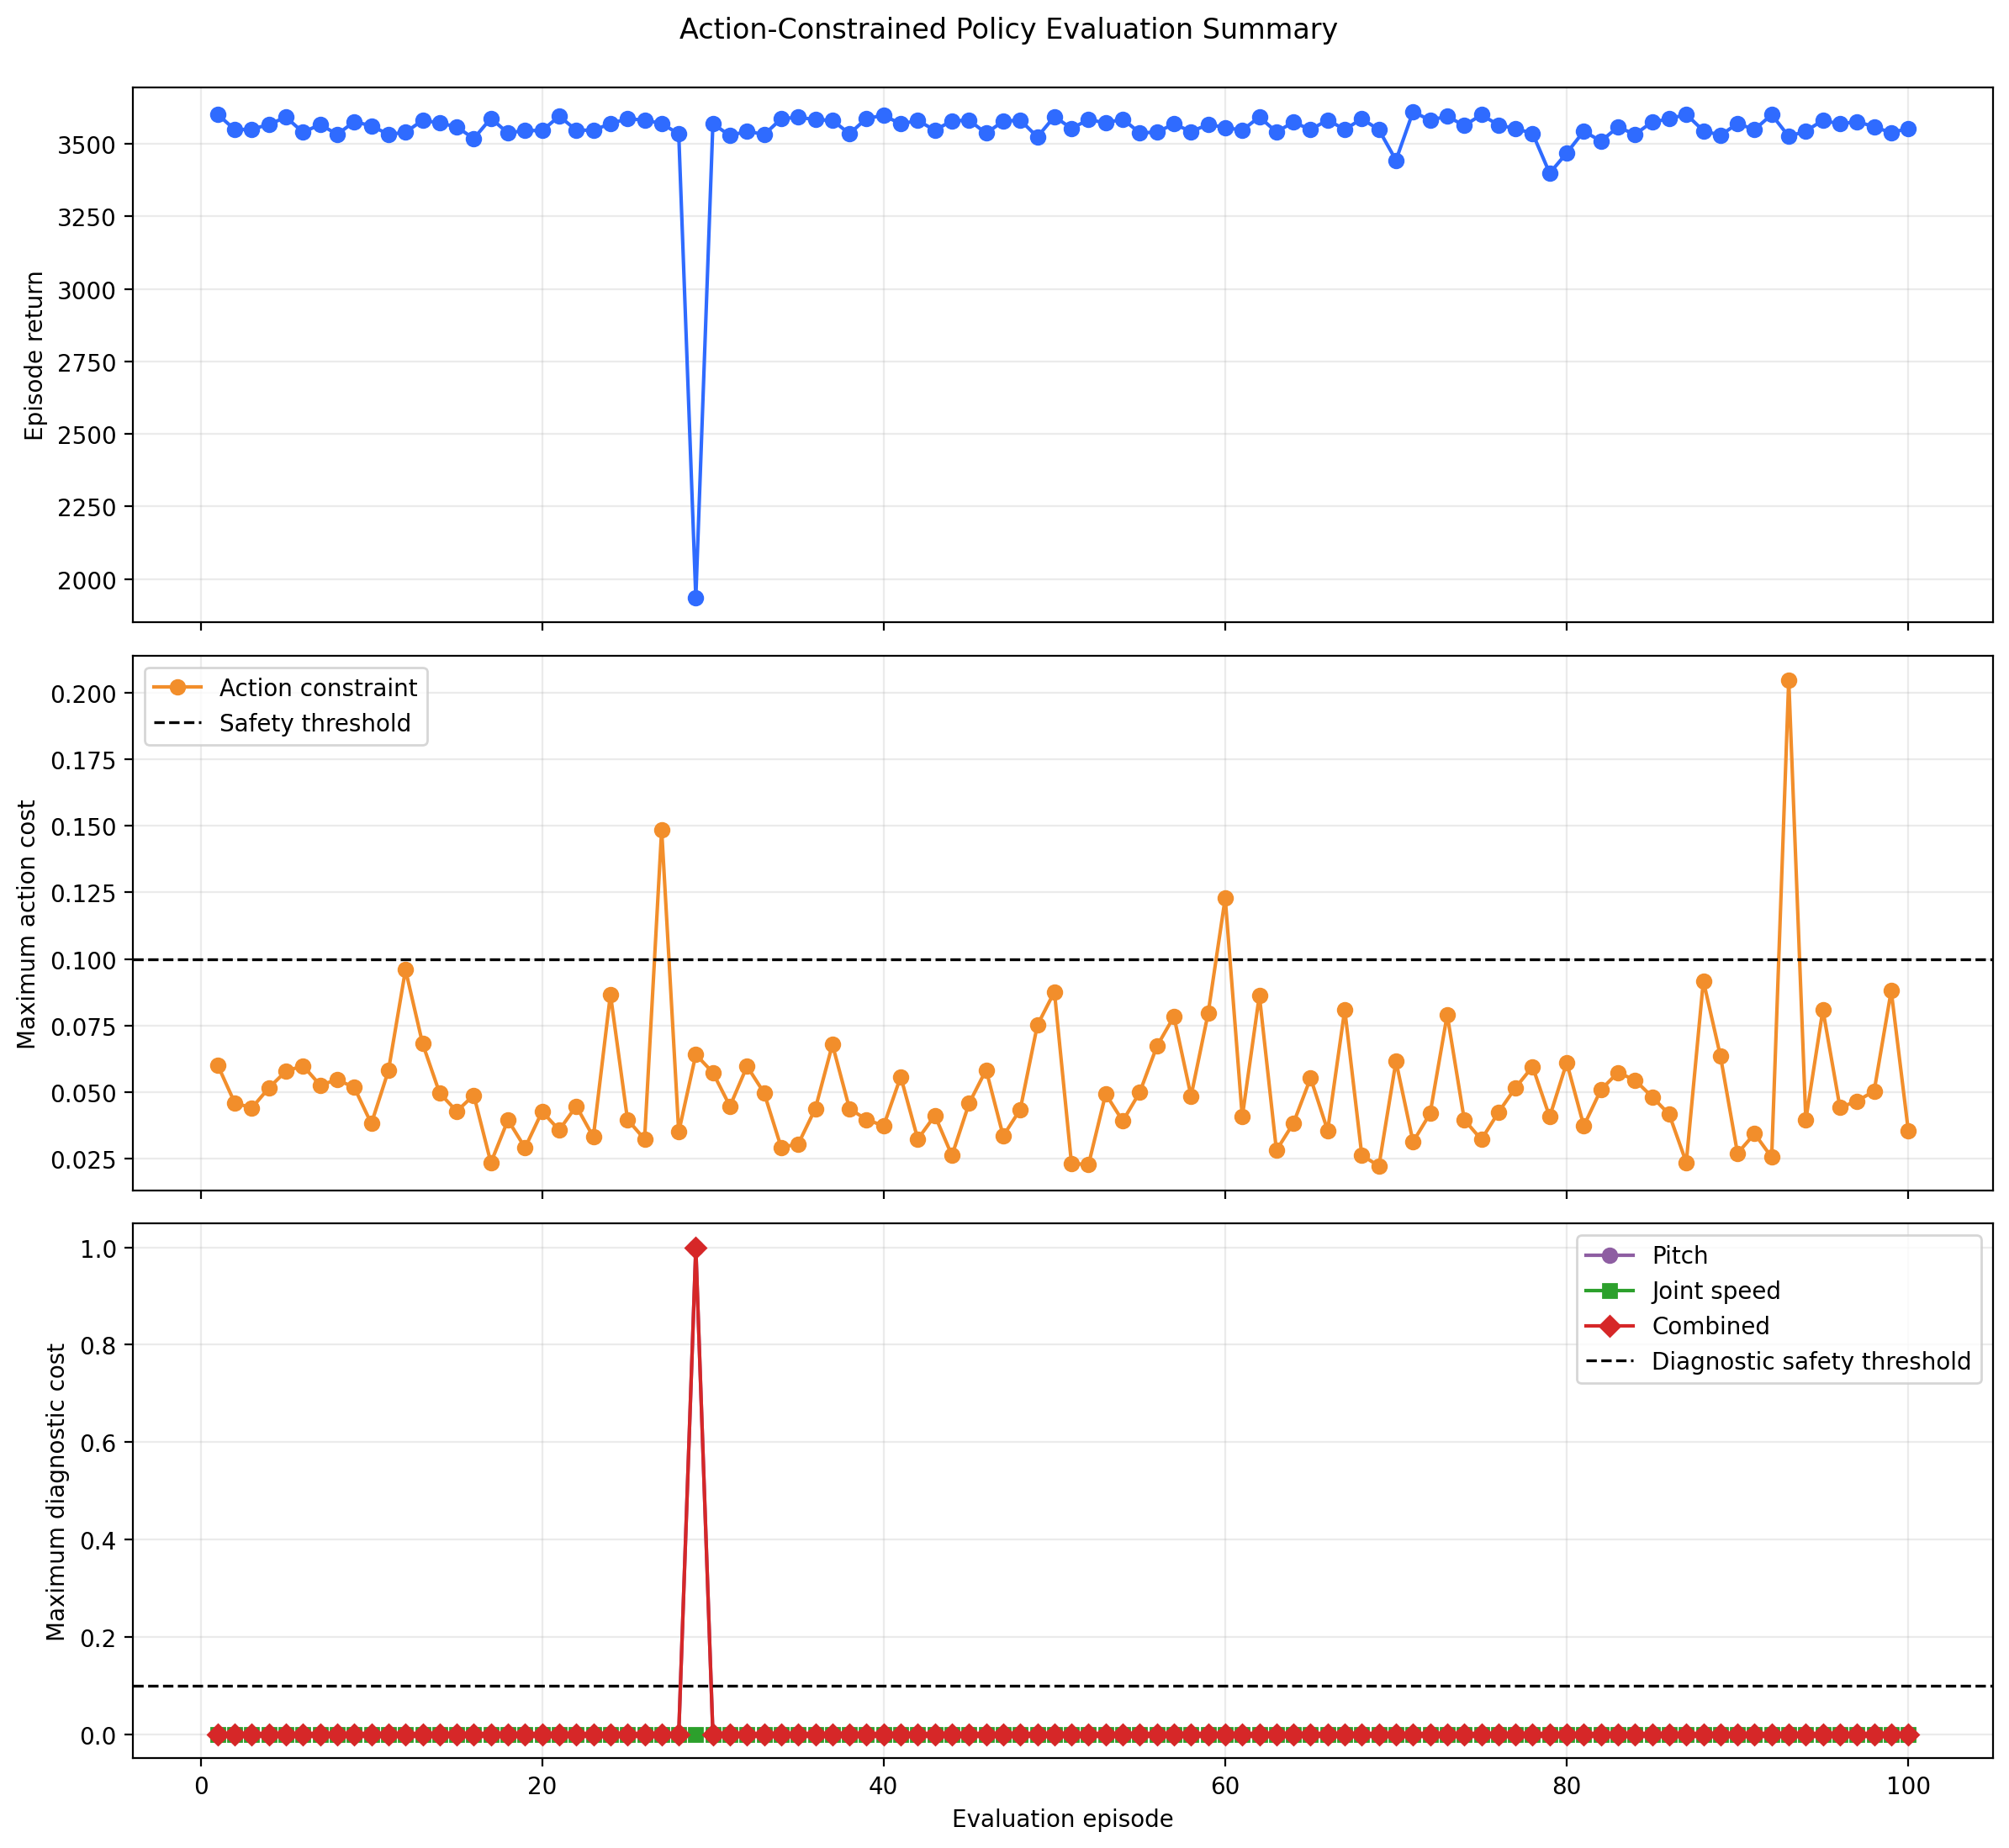 Action-Constrained Policy Evaluation Summary
Episode return
3500
3250
3000
2750
2500
2250
2000
Maximum action cost
0.200
0.175
0.150
0.125
0.100
0.075
0.050
0.025
Action constraint
Safety threshold
Maximum diagnostic cost
1.0
0.8
0.6
0.4
0.2
0.0
Pitch
Joint speed
Combined
Diagnostic safety threshold
0 20 40 60 80 100
Evaluation episode